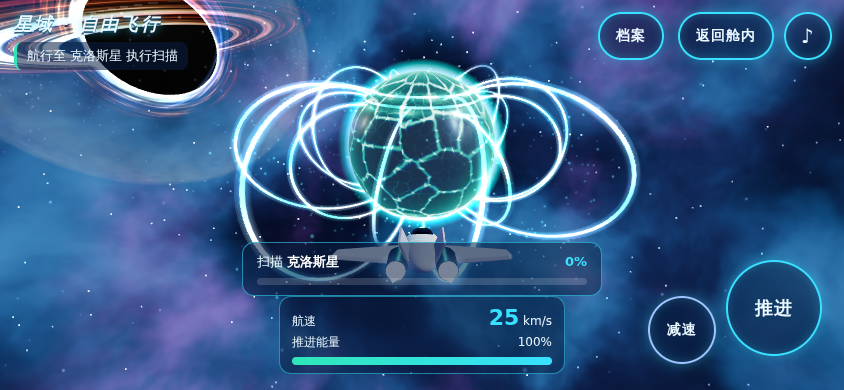 星域 · 自由飞行
航行至 克洛斯星 执行扫描
档案
返回舱内
♪
扫描 克洛斯星 0%
航速 25 km/s
推进能量 100%
减速
推进